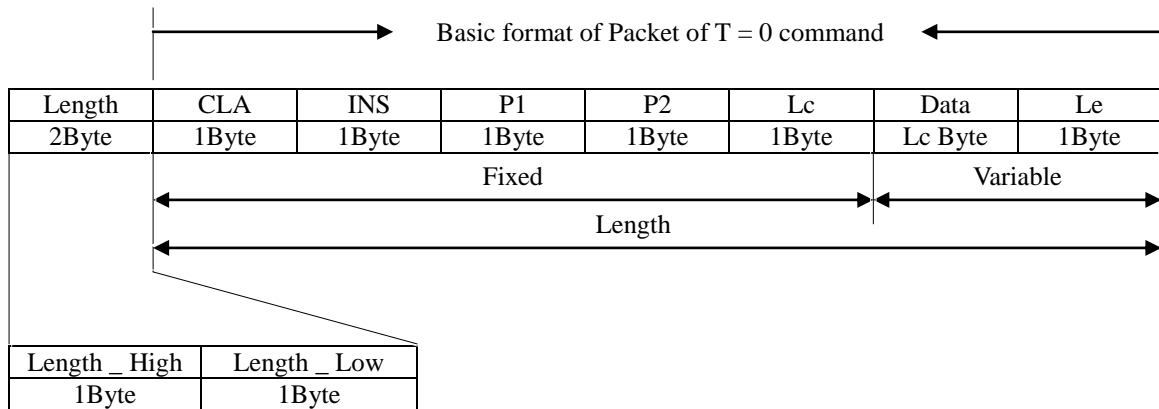 Basic format of Packet of T = 0 command
Length CLA INS P1 P2 Lc Data Le
2Byte 1Byte 1Byte 1Byte 1Byte 1Byte Lc Byte 1Byte
Fixed Variable
Length
Length _ High Length _ Low
1Byte 1Byte